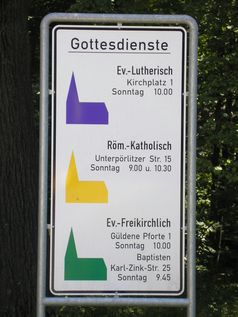 Gottesdienste
Ev.-Lutherisch
Kirchplatz 1
Sonntag 10.00
Röm.-Katholisch
Unterpörlitzer Str. 15
Sonntag 9.00 u. 10.30
Ev.-Freikirchlich
Güldene Pforte 1
Sonntag 10.00
Baptisten
Karl-Zink-Str. 25
Sonntag 9.45